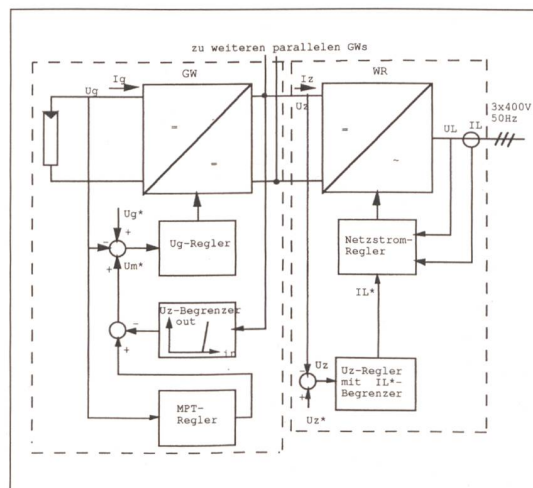 zu weiteren parallelen GWs
GW
WR
Ug
Ig
Iz
Uz
3x400V
50Hz
UL
IL
=
=
=
~
Ug*
+
-
+
Um*
Ug-Regler
Netzstrom-
Regler
IL*
Uz-Begrenzer
out
in
-
+
MPT-
Regler
-
+
Uz
Uz*
Uz-Regler
mit IL*-
Begrenzer